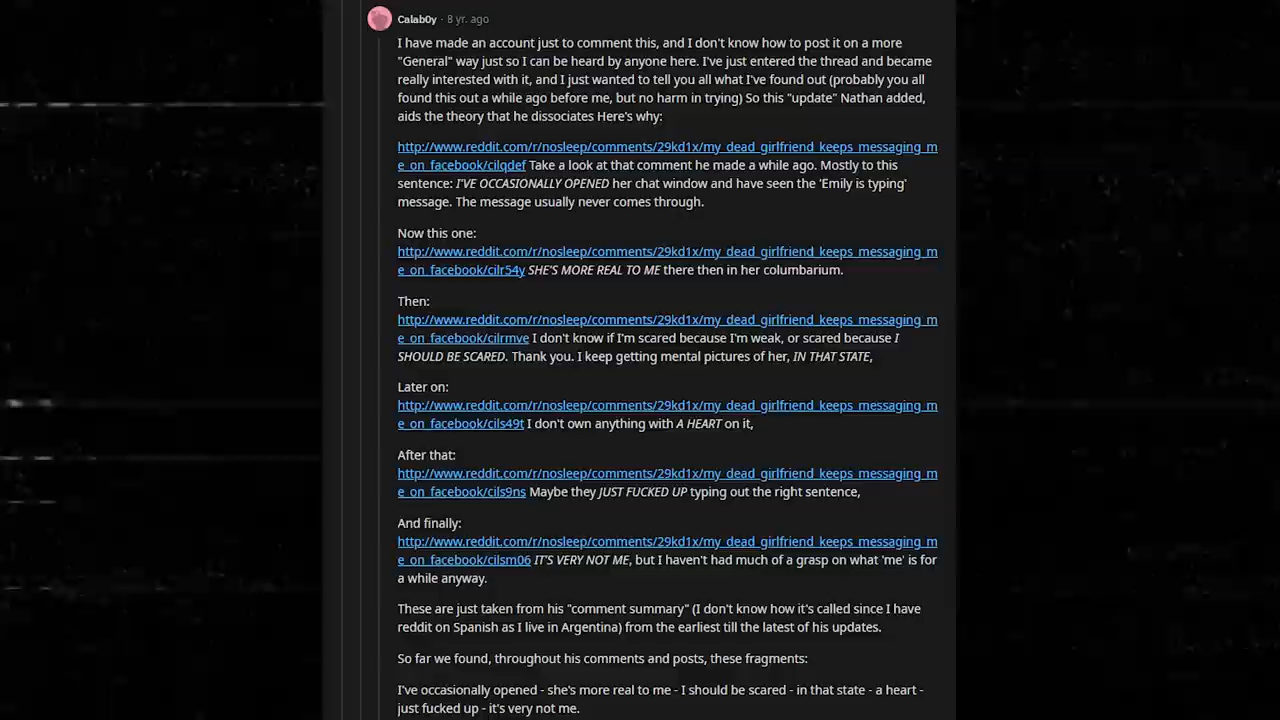 Calab0y · 8 yr. ago
I have made an account just to comment this, and I don't know how to post it on a more
"General" way just so I can be heard by anyone here. I've just entered the thread and became
really interested with it, and I just wanted to tell you all what I've found out (probably you all
found this out a while ago before me, but no harm in trying) So this "update" Nathan added,
aids the theory that he dissociates Here's why:
http://www.reddit.com/r/nosleep/comments/29kd1x/my_dead_girlfriend_keeps_messaging_m
e_on_facebook/cilqdef Take a look at that comment he made a while ago. Mostly to this
sentence: I'VE OCCASIONALLY OPENED her chat window and have seen the 'Emily is typing'
message. The message usually never comes through.
Now this one:
http://www.reddit.com/r/nosleep/comments/29kd1x/my_dead_girlfriend_keeps_messaging_m
e_on_facebook/cilr54y SHE'S MORE REAL TO ME there then in her columbarium.
Then:
http://www.reddit.com/r/nosleep/comments/29kd1x/my_dead_girlfriend_keeps_messaging_m
e_on_facebook/cilrmve I don't know if I'm scared because I'm weak, or scared because I
SHOULD BE SCARED. Thank you. I keep getting mental pictures of her, IN THAT STATE,
Later on:
http://www.reddit.com/r/nosleep/comments/29kd1x/my_dead_girlfriend_keeps_messaging_m
e_on_facebook/cils49t I don't own anything with A HEART on it,
After that:
http://www.reddit.com/r/nosleep/comments/29kd1x/my_dead_girlfriend_keeps_messaging_m
e_on_facebook/cils9ns Maybe they JUST FUCKED UP typing out the right sentence,
And finally:
http://www.reddit.com/r/nosleep/comments/29kd1x/my_dead_girlfriend_keeps_messaging_m
e_on_facebook/cilsm06 IT'S VERY NOT ME, but I haven't had much of a grasp on what 'me' is for
a while anyway.
These are just taken from his "comment summary" (I don't know how it's called since I have
reddit on Spanish as I live in Argentina) from the earliest till the latest of his updates.
So far we found, throughout his comments and posts, these fragments:
I've occasionally opened - she's more real to me - I should be scared - in that state - a heart -
just fucked up - it's very not me.